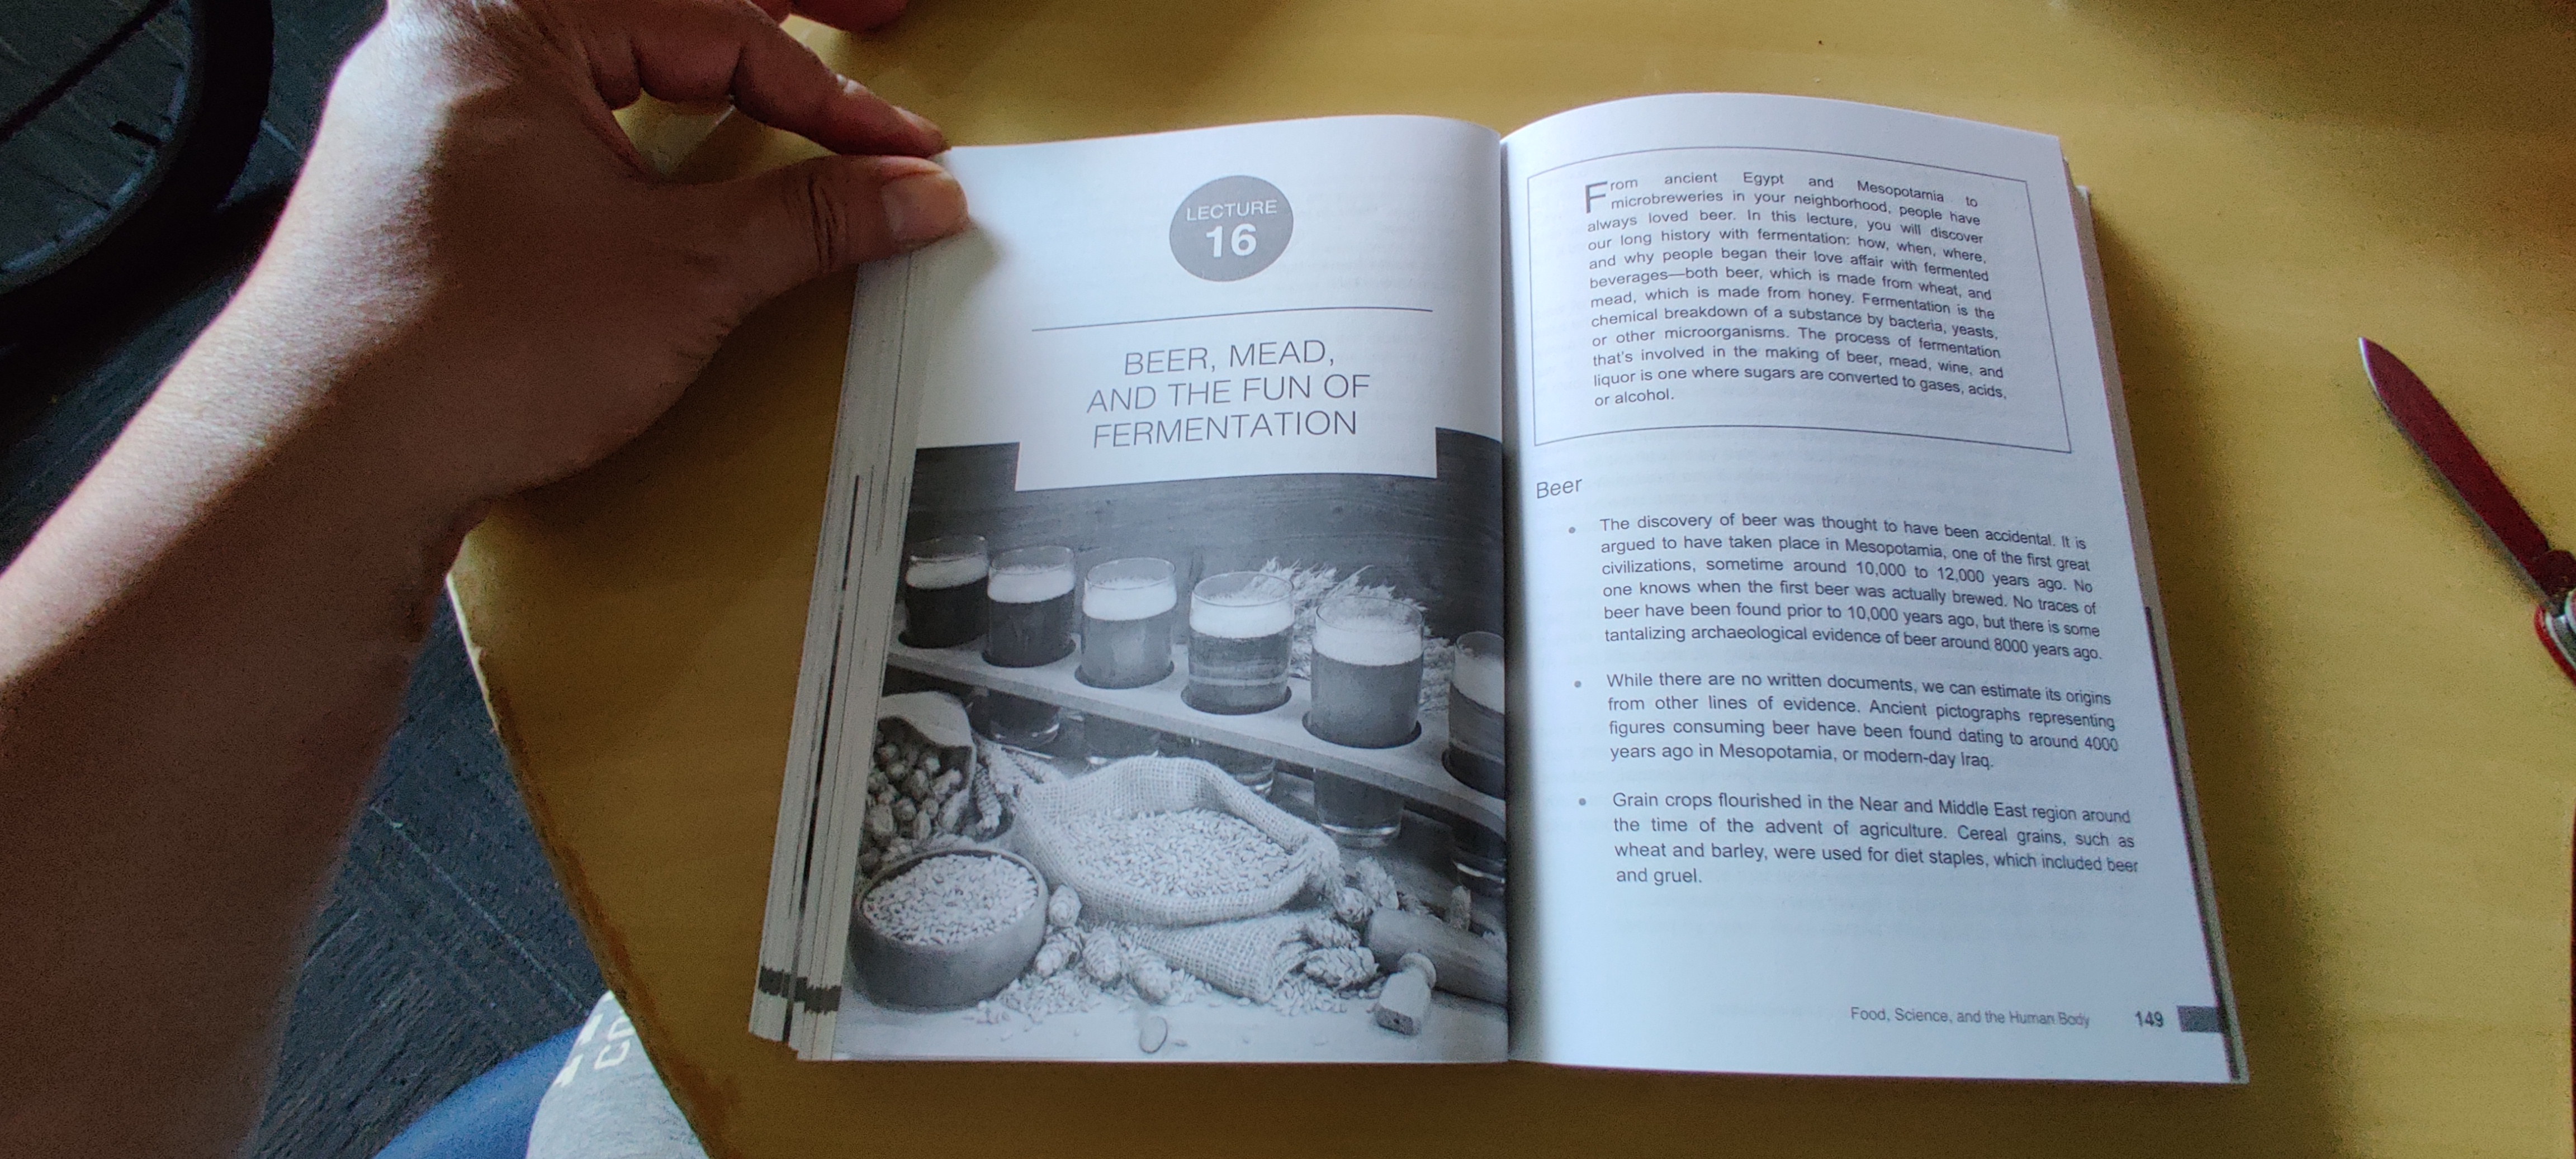 LECTURE
16
BEER, MEAD,
AND THE FUN OF
FERMENTATION
From ancient Egypt and Mesopotamia to
microbreweries in your neighborhood, people have
always loved beer. In this lecture, you will discover
our long history with fermentation: how, when, where,
and why people began their love affair with fermented
beverages—both beer, which is made from wheat, and
mead, which is made from honey. Fermentation is the
chemical breakdown of a substance by bacteria, yeasts,
or other microorganisms. The process of fermentation
that's involved in the making of beer, mead, wine, and
liquor is one where sugars are converted to gases, acids,
or alcohol.
Beer
• The discovery of beer was thought to have been accidental. It is
argued to have taken place in Mesopotamia, one of the first great
civilizations, sometime around 10,000 to 12,000 years ago. No
one knows when the first beer was actually brewed. No traces of
beer have been found prior to 10,000 years ago, but there is some
tantalizing archaeological evidence of beer around 8000 years ago.
• While there are no written documents, we can estimate its origins
from other lines of evidence. Ancient pictographs representing
figures consuming beer have been found dating to around 4000
years ago in Mesopotamia, or modern-day Iraq.
• Grain crops flourished in the Near and Middle East region around
the time of the advent of agriculture. Cereal grains, such as
wheat and barley, were used for diet staples, which included beer
and gruel.
Food, Science, and the Human Body 149